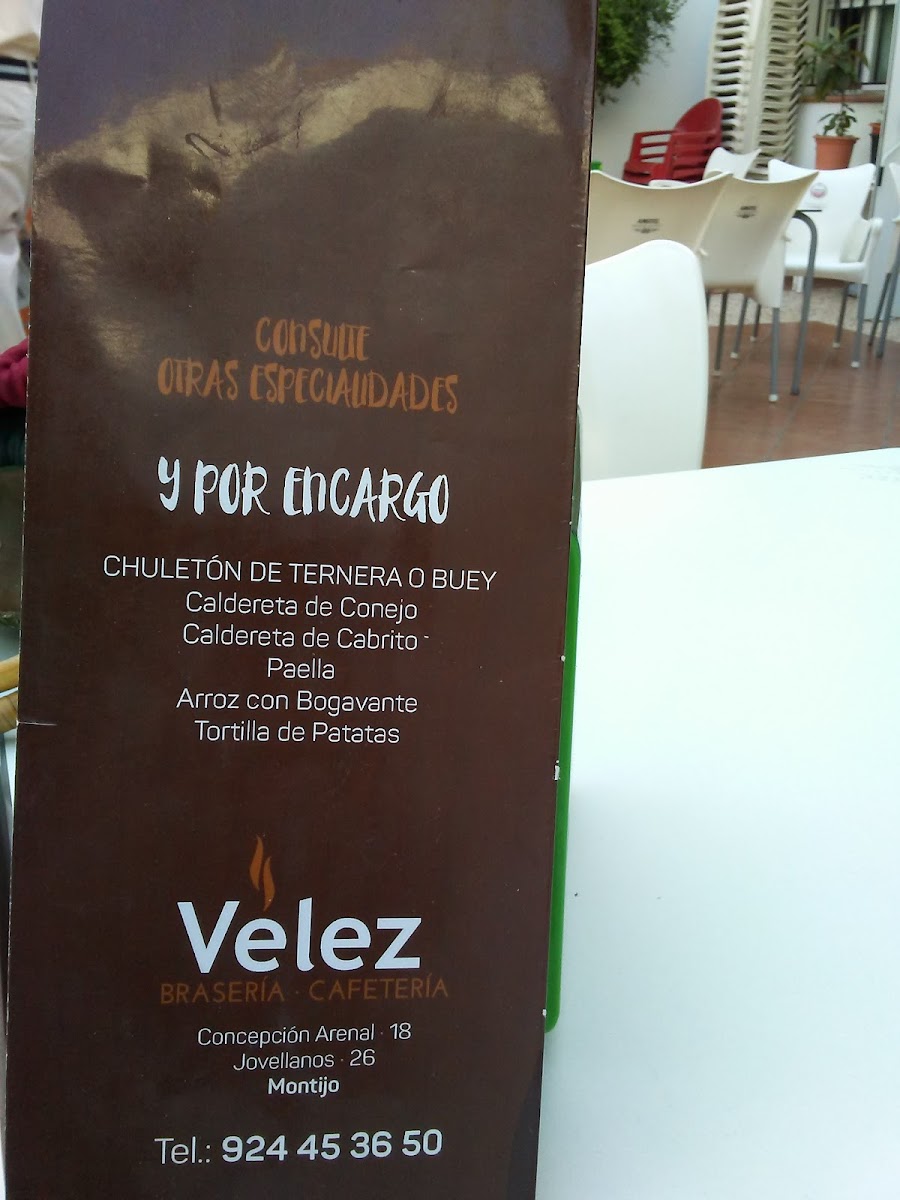 CONSULTE
OTRAS ESPECIALIDADES
Y POR ENCARGO
CHULETÓN DE TERNERA O BUEY
Caldereta de Conejo
Caldereta de Cabrito
Paella
Arroz con Bogavante
Tortilla de Patatas
Velez
BRASERÍA · CAFETERÍA
Concepción Arenal · 18
Jovellanos · 26
Montijo
Tel.: 924 45 36 50